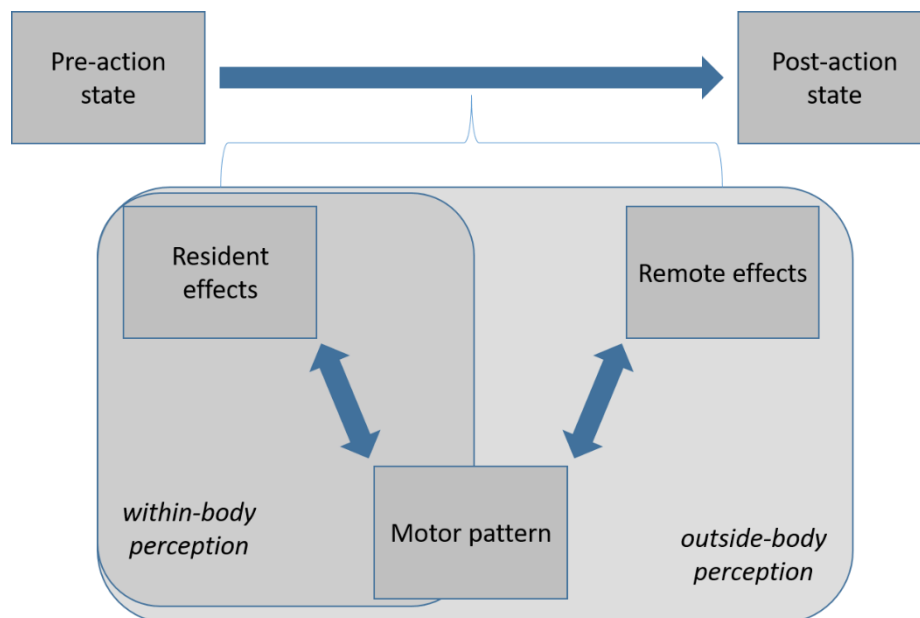 Pre-action
state
Post-action
state
Resident
effects
Remote effects
Motor pattern
within-body
perception
outside-body
perception